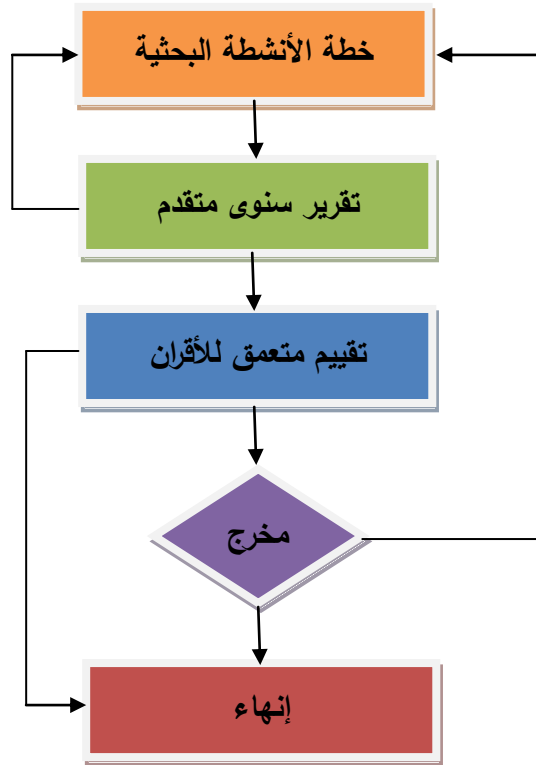 خطة الأنشطة البحثية
تقرير سنوى متقدم
تقييم متعمق للأقران
مخرج
إنهاء